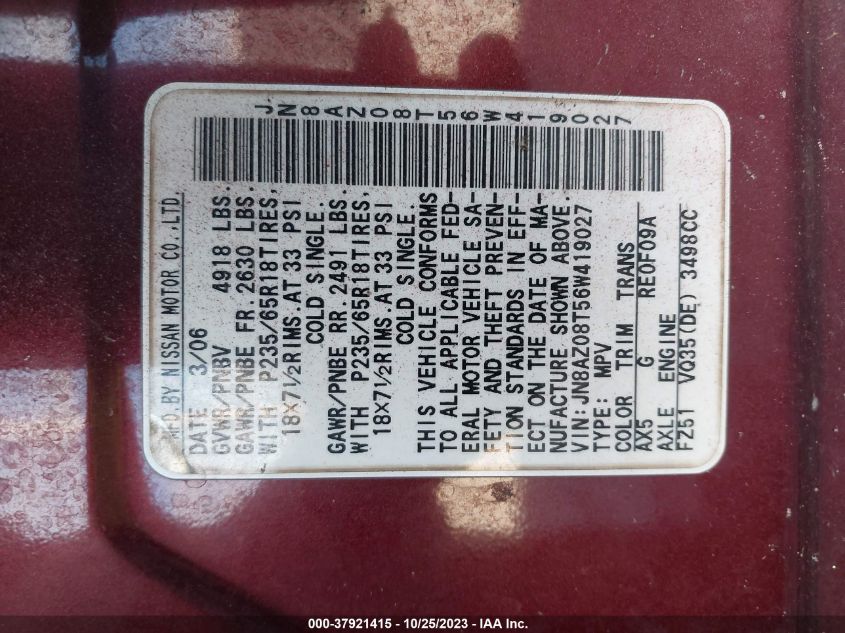 MFD.BY NISSAN MOTOR CO.,LTD.
DATE 3/06
GVWR/PNBV 4918 LBS.
GAWR/PNBE FR. 2630 LBS.
WITH P235/65R18TIRES,
18X7 1/2RIMS.AT 33 PSI
COLD SINGLE.
GAWR/PNBE RR. 2491 LBS.
WITH P235/65R18TIRES,
18X7 1/2RIMS.AT 33 PSI
COLD SINGLE.
THIS VEHICLE CONFORMS
TO ALL APPLICABLE FED-
ERAL MOTOR VEHICLE SA-
FETY AND THEFT PREVEN-
TION STANDARDS IN EFF-
ECT ON THE DATE OF MA-
NUFACTURE SHOWN ABOVE.
VIN:JN8AZ08T56W419027
TYPE: MPV
COLOR TRIM TRANS
AX5 G RE0F09A
AXLE ENGINE
FZ51 VQ35(DE) 3498CC
JN8AZ08T56W419027
000-37921415 - 10/25/2023 - IAA Inc.